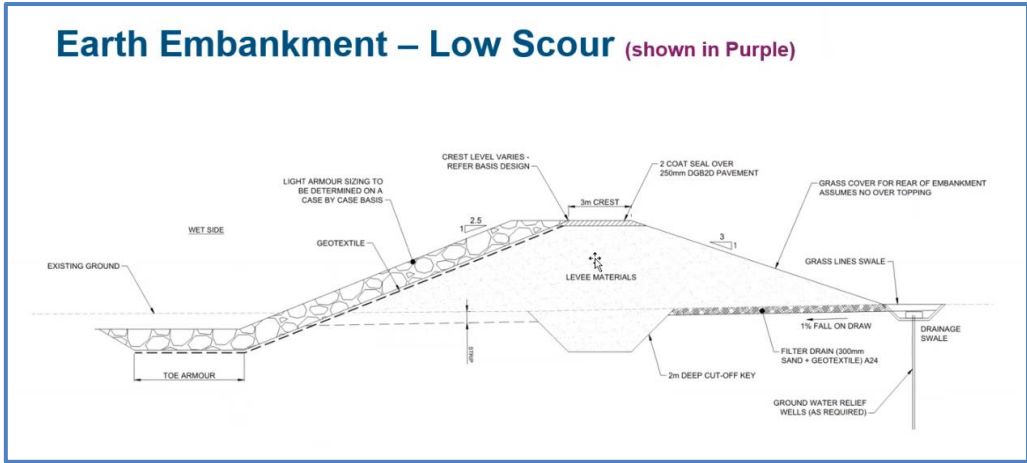 Earth Embankment – Low Scour (shown in Purple)
CREST LEVEL VARIES -
REFER BASIS DESIGN
2 COAT SEAL OVER
250mm DGB2D PAVEMENT
LIGHT ARMOUR SIZING TO
BE DETERMINED ON A
CASE BY CASE BASIS
GRASS COVER FOR REAR OF EMBANKMENT
ASSUMES NO OVER TOPPING
3m CREST
2.5
1
WET SIDE
GEOTEXTILE
3
1
EXISTING GROUND
LEVEE MATERIALS
GRASS LINES SWALE
1% FALL ON DRAW
DRAINAGE
SWALE
STRIP
FILTER DRAIN (300mm
SAND + GEOTEXTILE) A24
TOE ARMOUR
2m DEEP CUT-OFF KEY
GROUND WATER RELIEF
WELLS (AS REQUIRED)